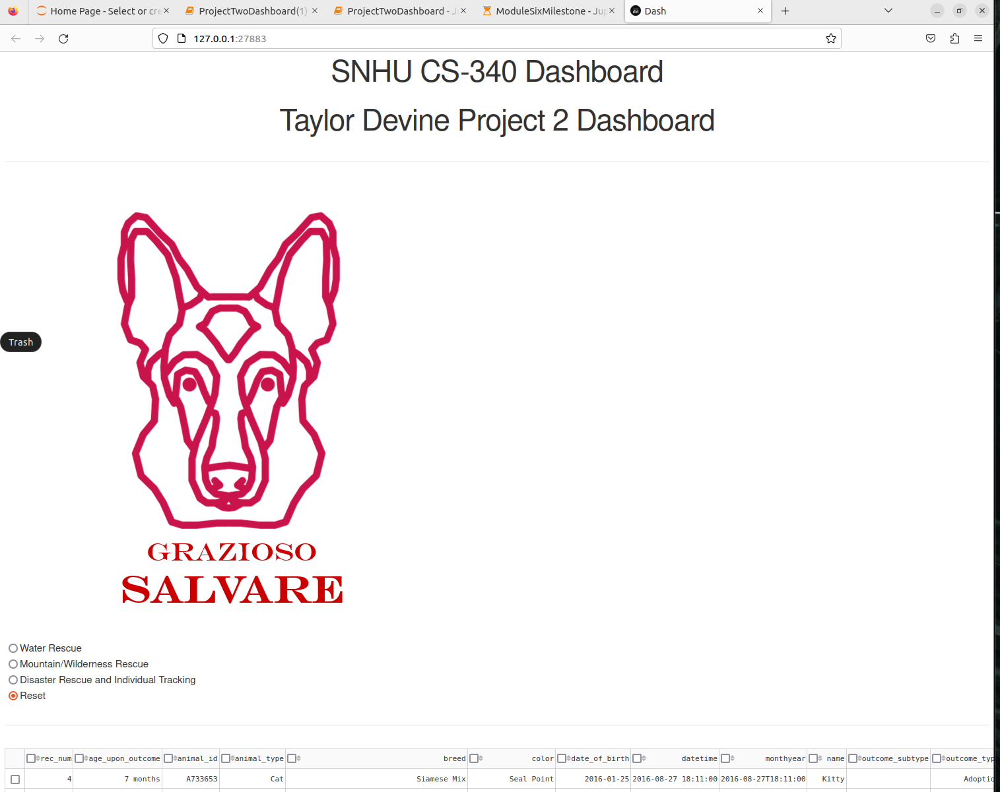 Home Page - Select or cre
ProjectTwoDashboard(1)
ProjectTwoDashboard - J
ModuleSixMilestone - Jup
Dash
127.0.0.1:27883
SNHU CS-340 Dashboard
Taylor Devine Project 2 Dashboard
Trash
GRAZIOSO
SALVARE
Water Rescue
Mountain/Wilderness Rescue
Disaster Rescue and Individual Tracking
Reset
rec_num age_upon_outcome animal_id animal_type breed color date_of_birth datetime monthyear name outcome_subtype outcome_typ
4 7 months A733653 Cat Siamese Mix Seal Point 2016-01-25 2016-08-27 18:11:00 2016-08-27T18:11:00 Kitty Adoptio